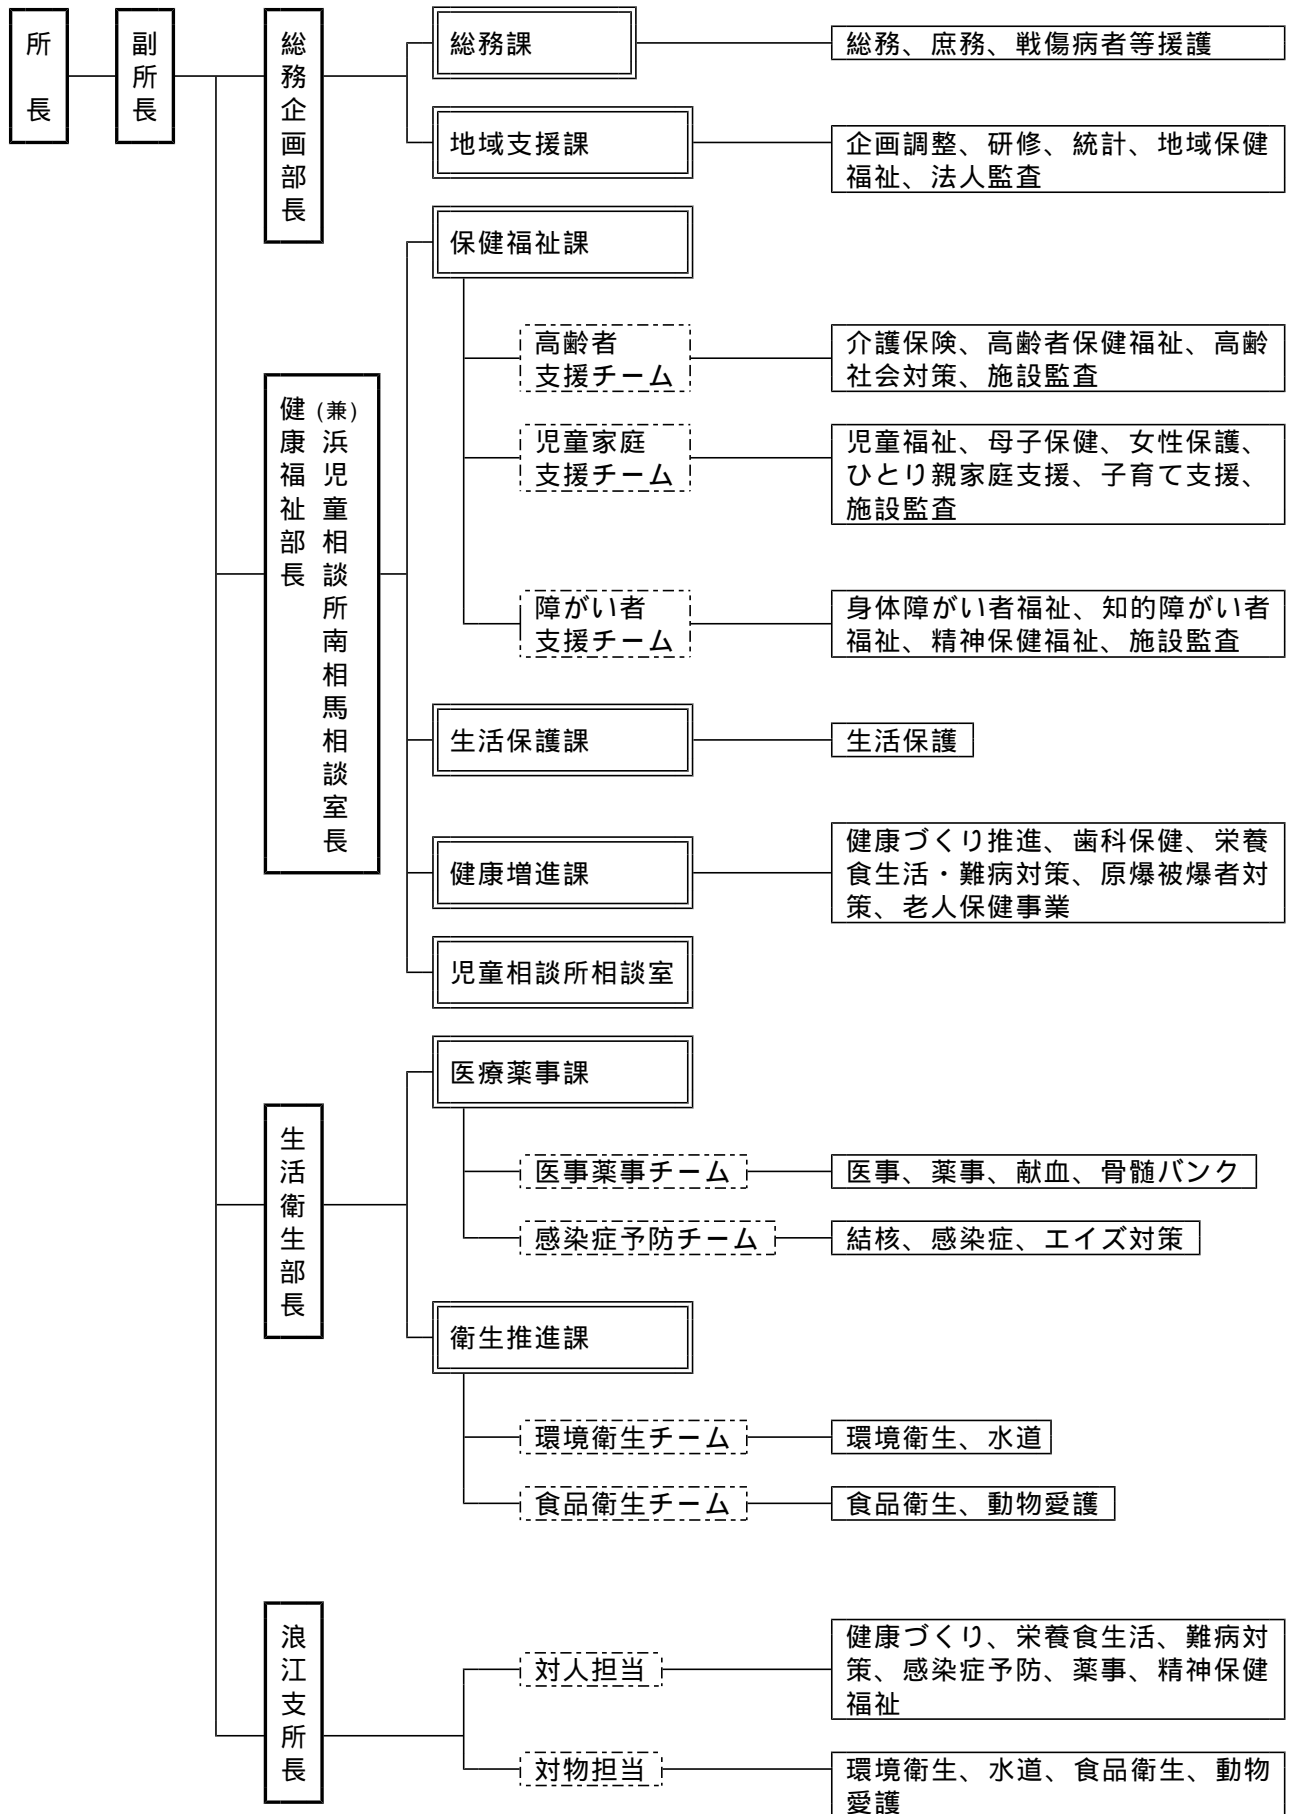 所長
副所長
総務企画部長
総務課
総務、庶務、戦傷病者等援護
地域支援課
企画調整、研修、統計、地域保健
福祉、法人監査
健康福祉部長
(兼)浜児童相談所南相馬相談室長
保健福祉課
高齢者
支援チーム
介護保険、高齢者保健福祉、高齢
社会対策、施設監査
児童家庭
支援チーム
児童福祉、母子保健、女性保護、
ひとり親家庭支援、子育て支援、
施設監査
障がい者
支援チーム
身体障がい者福祉、知的障がい者
福祉、精神保健福祉、施設監査
生活保護課
生活保護
健康増進課
健康づくり推進、歯科保健、栄養
食生活・難病対策、原爆被爆者対
策、老人保健事業
児童相談所相談室
生活衛生部長
医療薬事課
医事薬事チーム
医事、薬事、献血、骨髄バンク
感染症予防チーム
結核、感染症、エイズ対策
衛生推進課
環境衛生チーム
環境衛生、水道
食品衛生チーム
食品衛生、動物愛護
浪江支所長
対人担当
健康づくり、栄養食生活、難病対
策、感染症予防、薬事、精神保健
福祉
対物担当
環境衛生、水道、食品衛生、動物
愛護